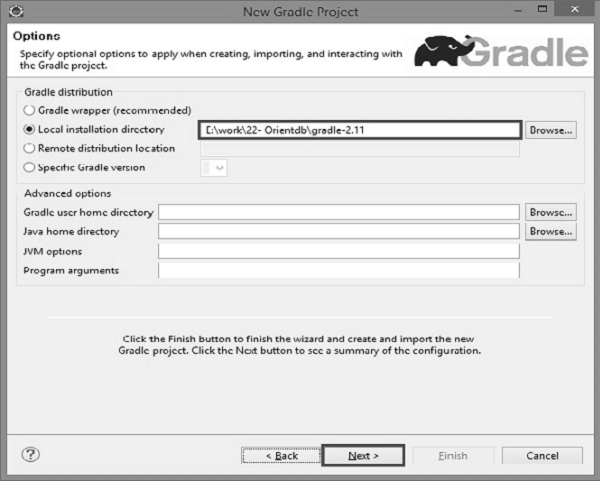 New Gradle Project
Options
Specify optional options to apply when creating, importing, and interacting with
the Gradle project.
Gradle
Gradle distribution
Gradle wrapper (recommended)
Local installation directory E:\work\22- Orientdb\gradle-2.11 Browse...
Remote distribution location
Specific Gradle version
Advanced options
Gradle user home directory Browse...
Java home directory Browse...
JVM options
Program arguments
Click the Finish button to finish the wizard and create and import the new
Gradle project. Click the Next button to see a summary of the configuration.
? < Back Next > Finish Cancel